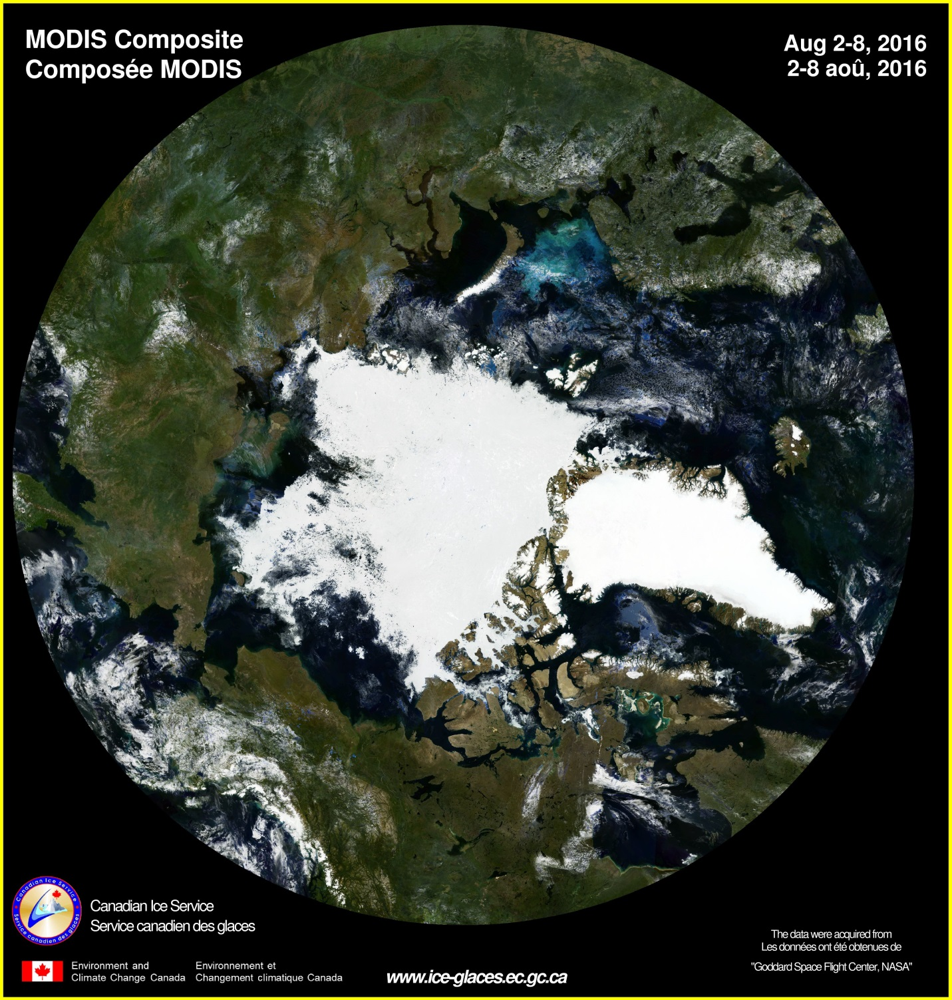 MODIS Composite
Composée MODIS
Aug 2-8, 2016
2-8 aoû, 2016
Canadian Ice Service
Service canadien des glaces
Canadian Ice Service
Service canadien des glaces
Environment and
Climate Change Canada
Environnement et
Changement climatique Canada
www.ice-glaces.ec.gc.ca
The data were acquired from
Les données ont été obtenues de
"Goddard Space Flight Center, NASA"